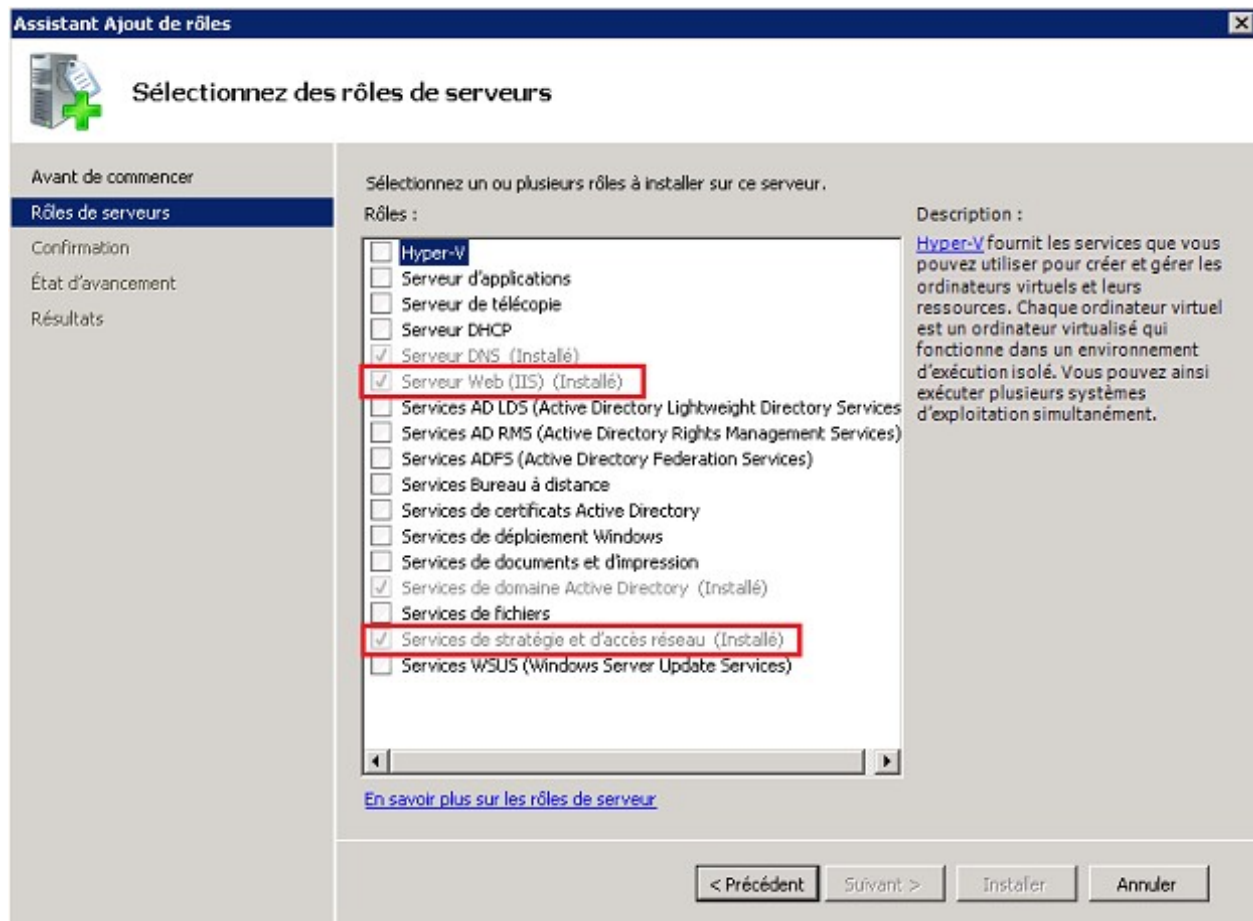 Assistant Ajout de rôles
Sélectionnez des rôles de serveurs
Avant de commencer
Rôles de serveurs
Confirmation
État d'avancement
Résultats
Sélectionnez un ou plusieurs rôles à installer sur ce serveur.
Rôles :
Hyper-V
Serveur d'applications
Serveur de télécopie
Serveur DHCP
Serveur DNS (Installé)
Serveur Web (IIS) (Installé)
Services AD LDS (Active Directory Lightweight Directory Services
Services AD RMS (Active Directory Rights Management Services)
Services ADFS (Active Directory Federation Services)
Services Bureau à distance
Services de certificats Active Directory
Services de déploiement Windows
Services de documents et d'impression
Services de domaine Active Directory (Installé)
Services de fichiers
Services de stratégie et d'accès réseau (Installé)
Services WSUS (Windows Server Update Services)
En savoir plus sur les rôles de serveur
Description :
Hyper-V fournit les services que vous
pouvez utiliser pour créer et gérer les
ordinateurs virtuels et leurs
ressources. Chaque ordinateur virtuel
est un ordinateur virtualisé qui
fonctionne dans un environnement
d'exécution isolé. Vous pouvez ainsi
exécuter plusieurs systèmes
d'exploitation simultanément.
< Précédent
Suivant >
Installer
Annuler